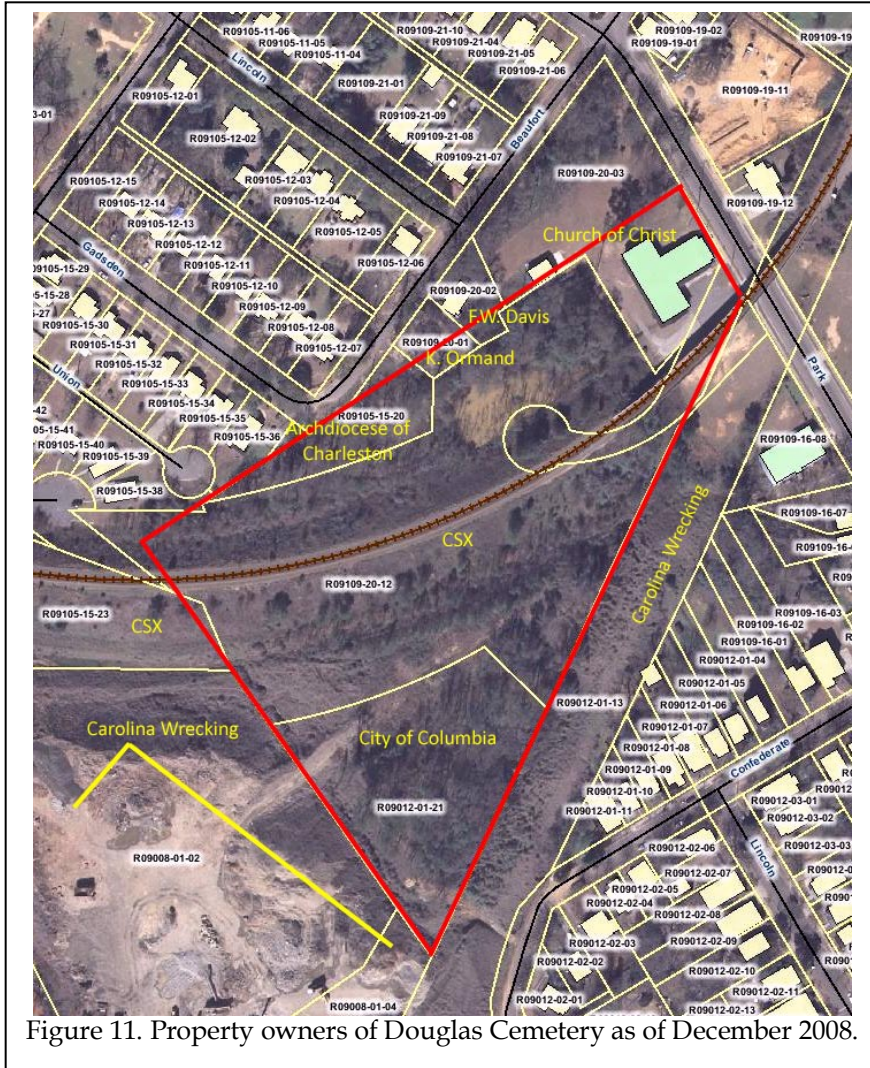 R09105-11-06
R09105-11-05
R09105-11-04
R09109-21-10
R09109-21-04
R09109-21-05
R09109-21-06
R09109-19-02
R09109-19-01
Lincoln
R09105-12-01
R09109-21-01
R09109-19-11
R09105-12-02
R09109-21-09
R09109-21-08
R09109-21-07
Beaufort
R09109-20-03
R09105-12-15
R09105-12-14
R09105-12-13
R09105-12-12
R09105-12-11
R09105-12-10
R09105-12-09
R09105-12-08
R09105-12-07
R09105-12-03
R09105-12-04
R09105-12-05
R09105-12-06
R09109-19-12
Church of Christ
Gadsden
R09109-20-02
F.W. Davis
R09109-20-01
K. Ormand
R09105-15-30
R09105-15-31
R09105-15-32
R09105-15-33
R09105-15-34
R09105-15-35
R09105-15-36
Union
R09105-15-20
Archdiocese of
Charleston
Park
R09105-15-39
R09105-15-38
R09109-16-08
R09109-16-07
CSX
R09109-20-12
Carolina Wrecking
R09105-15-23
CSX
R09109-16-03
R09109-16-02
R09109-16-01
R09012-01-04
R09012-01-05
R09012-01-06
R09012-01-07
R09012-01-08
R09012-01-09
R09012-01-10
R09012-01-11
R09012-01-13
Carolina Wrecking
City of Columbia
Confederate
R09012-01-21
R09012-03-01
R09012-03-02
R09012-03-03
Lincoln
R09008-01-02
R09012-02-06
R09012-02-07
R09012-02-05
R09012-02-04
R09012-02-08
R09012-02-03
R09012-02-09
R09012-02-02
R09012-02-10
R09012-02-11
R09012-02-01
R09012-02-13
R09008-01-04
Figure 11. Property owners of Douglas Cemetery as of December 2008.